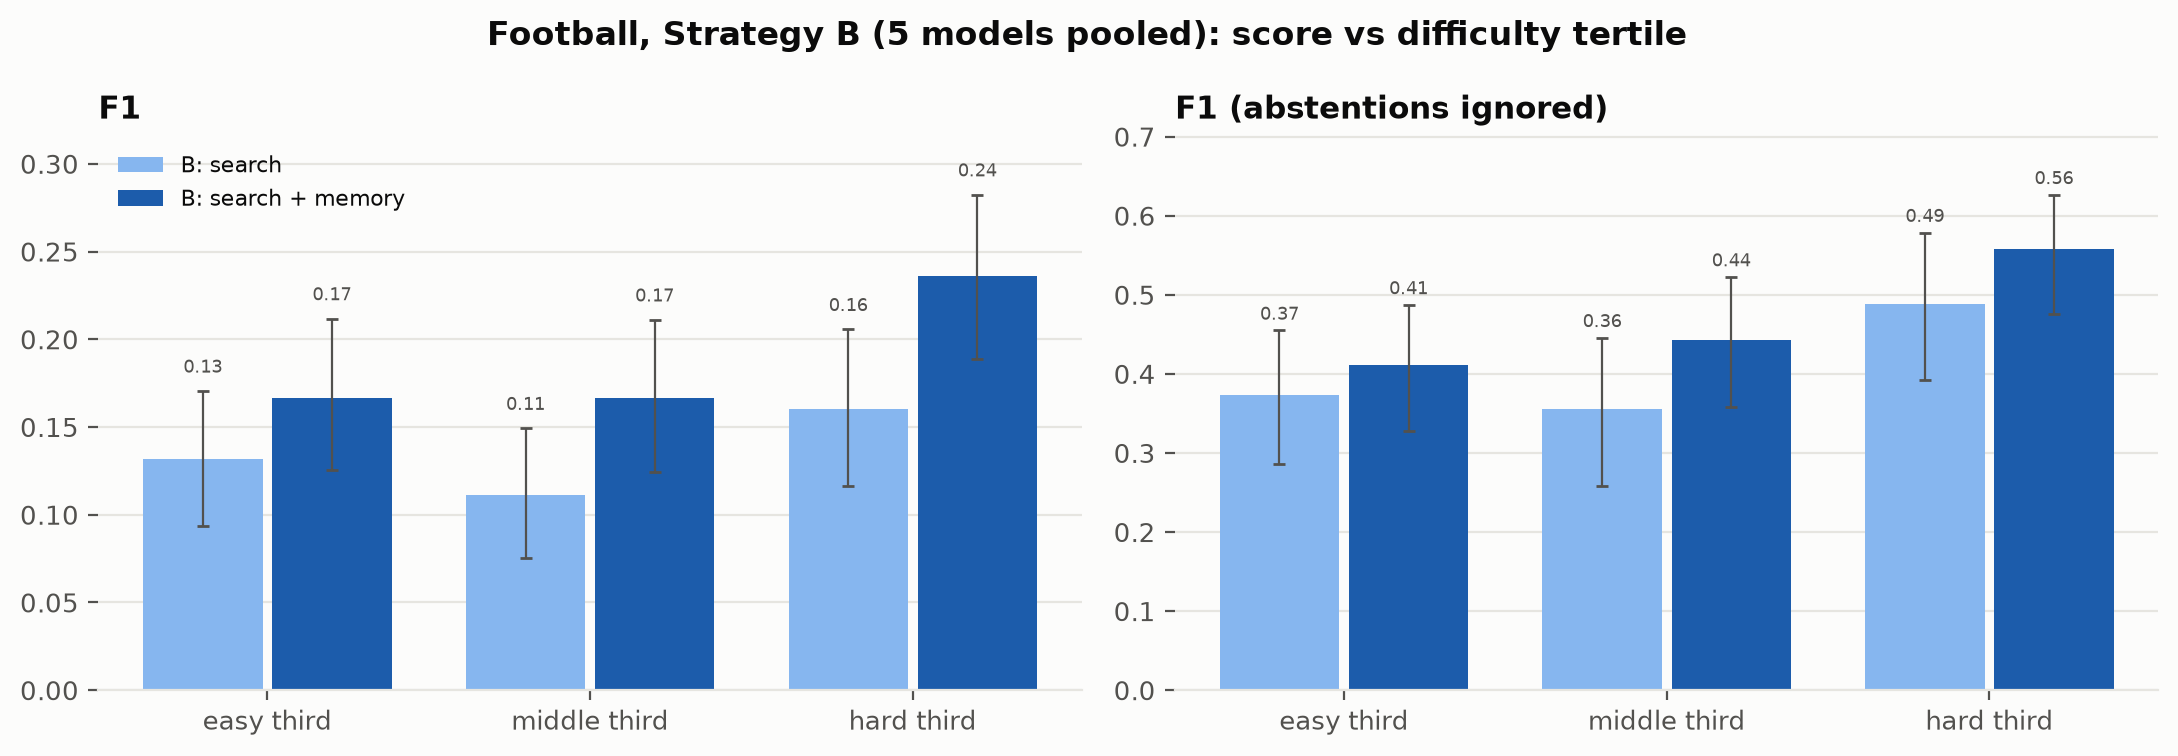 Football, Strategy B (5 models pooled): score vs difficulty tertile
F1
B: search
B: search + memory
0.30
0.25
0.20
0.15
0.10
0.05
0.00
0.13
0.17
0.11
0.17
0.16
0.24
easy third
middle third
hard third
F1 (abstentions ignored)
0.7
0.6
0.5
0.4
0.3
0.2
0.1
0.0
0.37
0.41
0.36
0.44
0.49
0.56
easy third
middle third
hard third